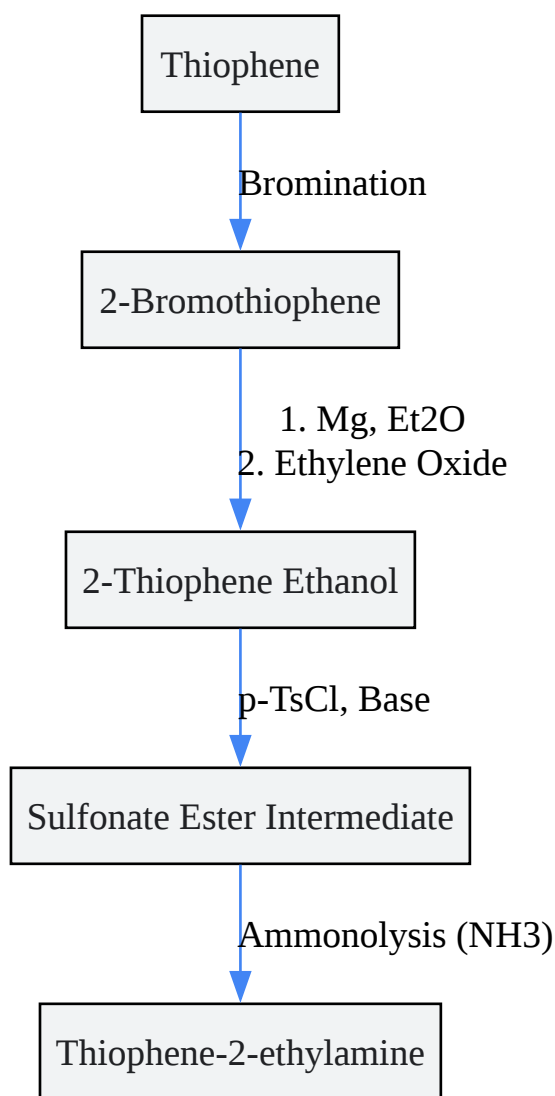 Thiophene
Bromination
2-Bromothiophene
1. Mg, Et2O
2. Ethylene Oxide
2-Thiophene Ethanol
p-TsCl, Base
Sulfonate Ester Intermediate
Ammonolysis (NH3)
Thiophene-2-ethylamine